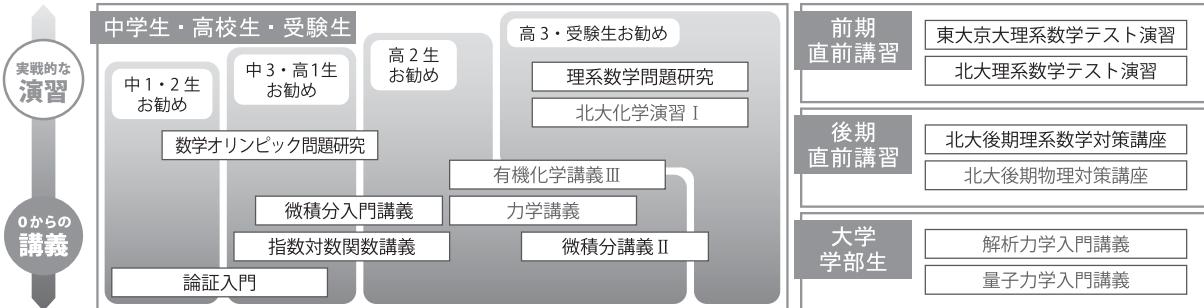 実戦的な
演習
0からの
講義
中学生・高校生・受験生
中1・2生
お勧め
中3・高1生
お勧め
高2生
お勧め
高3・受験生お勧め
理系数学問題研究
北大化学演習Ⅰ
数学オリンピック問題研究
有機化学講義Ⅲ
微積分入門講義
力学講義
指数対数関数講義
微積分講義Ⅱ
論証入門
前期
直前講習
東大京大理系数学テスト演習
北大理系数学テスト演習
後期
直前講習
北大後期理系数学対策講座
北大後期物理対策講座
大学
学部生
解析力学入門講義
量子力学入門講義